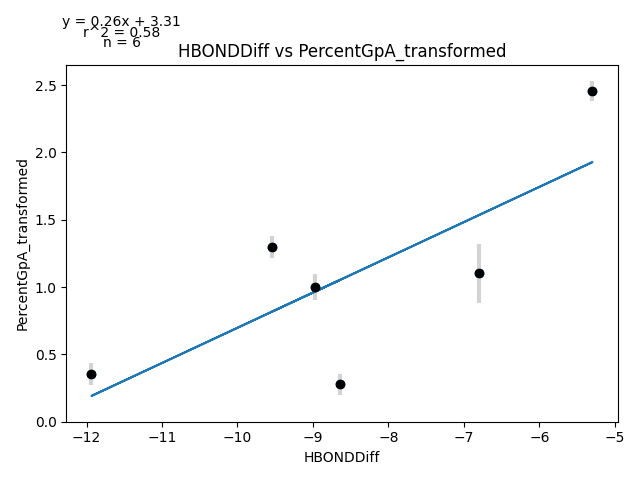 y = 0.26x + 3.31
r^2 = 0.58
n = 6
HBONDDiff vs PercentGpA_transformed
PercentGpA_transformed
2.5
2.0
1.5
1.0
0.5
0.0
−12 −11 −10 −9 −8 −7 −6 −5
HBONDDiff